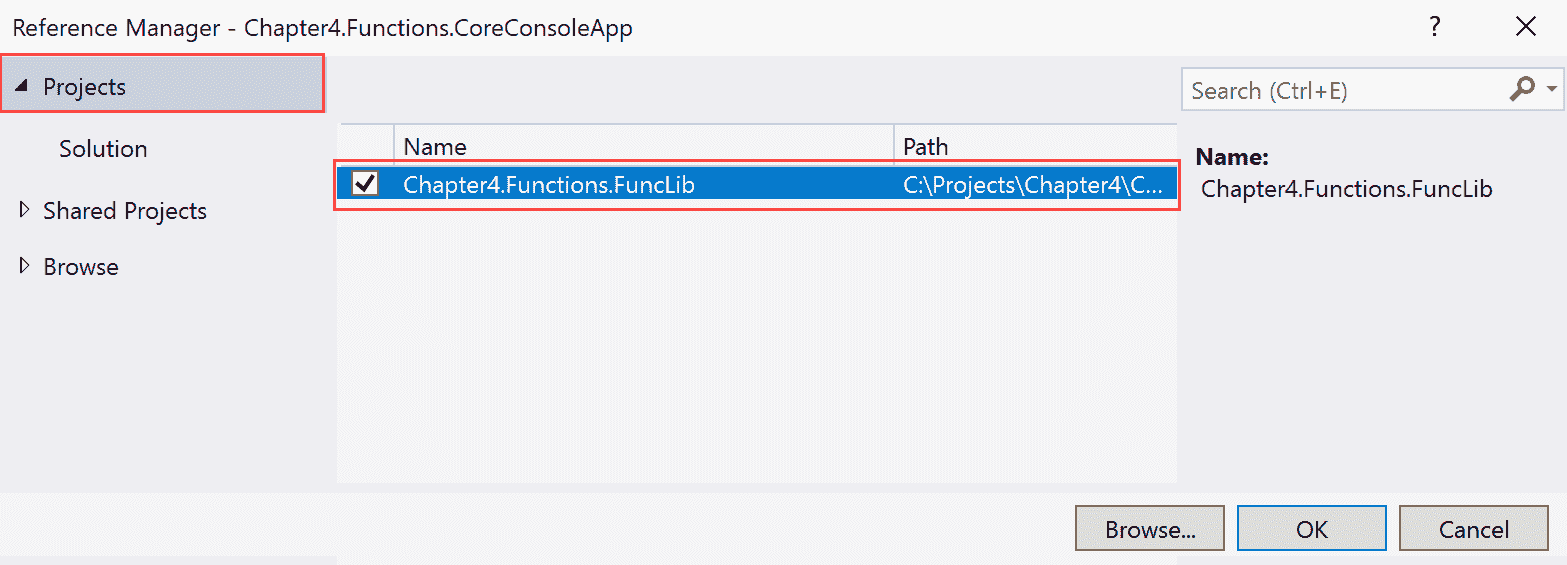 Reference Manager - Chapter4.Functions.CoreConsoleApp
?
Projects
Solution
Shared Projects
Browse
Name Path
Chapter4.Functions.FuncLib C:\Projects\Chapter4\C...
Search (Ctrl+E)
Name:
Chapter4.Functions.FuncLib
Browse... OK Cancel